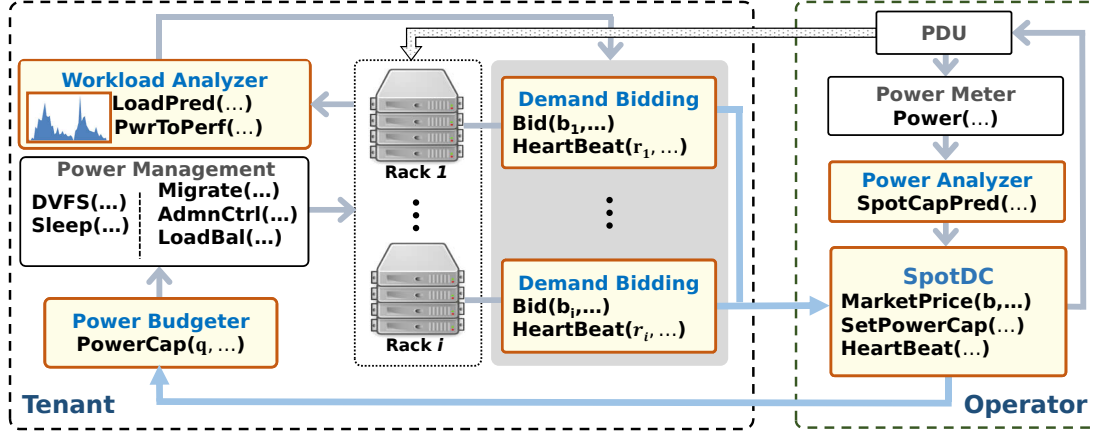 Workload Analyzer
LoadPred(...)
PwrToPerf(...)
Power Management
DVFS(...)
Sleep(...)
Migrate(...)
AdmnCtrl(...)
LoadBal(...)
Power Budgeter
PowerCap(q, ...)
Tenant
Rack 1
Rack i
Demand Bidding
Bid(b₁,...)
HeartBeat(r₁, ...)
Demand Bidding
Bid(bᵢ,...)
HeartBeat(rᵢ, ...)
PDU
Power Meter
Power(...)
Power Analyzer
SpotCapPred(...)
SpotDC
MarketPrice(b,...)
SetPowerCap(...)
HeartBeat(...)
Operator